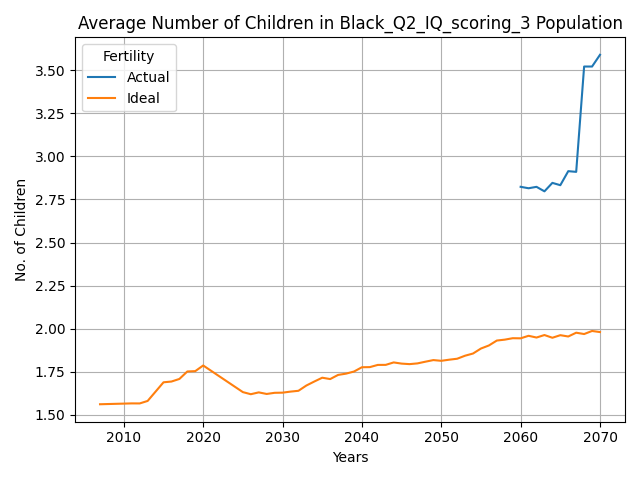 Average Number of Children in Black_Q2_IQ_scoring_3 Population
Fertility
Actual
Ideal
No. of Children
3.50
3.25
3.00
2.75
2.50
2.25
2.00
1.75
1.50
2010 2020 2030 2040 2050 2060 2070
Years